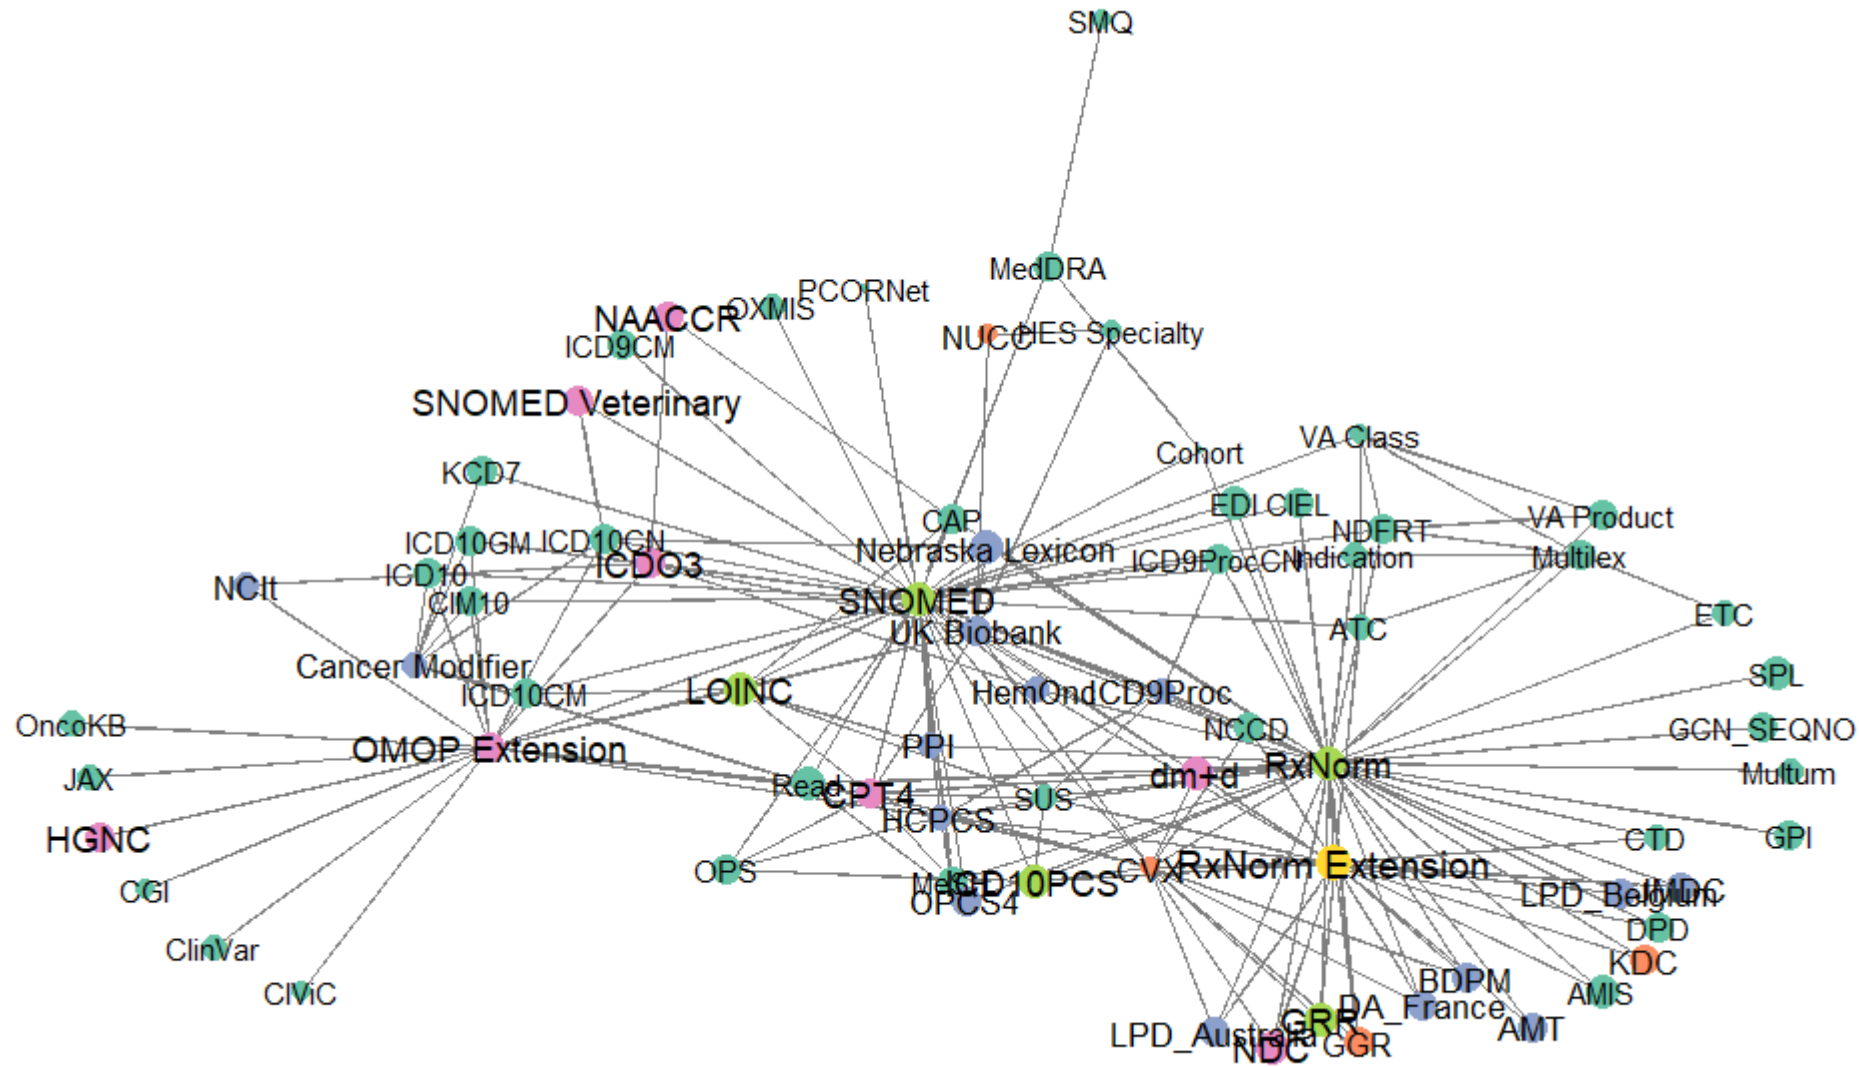 SMQ
MedDRA
PCORNet
OXMIS
NAACCR
NUCC
HES Specialty
ICD9CM
SNOMED Veterinary
VA Class
Cohort
KCD7
EDI
CIEL
CAP
VA Product
NDFRT
ICD10GM
ICD10CN
Nebraska Lexicon
ICD9ProcCN
Indication
Multilex
ICDO3
ICD10
NCIt
CIM10
SNOMED
ETC
UK Biobank
ATC
Cancer Modifier
SPL
ICD10CM
LOINC
HemOnc
ICD9Proc
OncoKB
NCCD
GCN_SEQNO
OMOP Extension
PPI
RxNorm
Multum
JAX
dm+d
Read
CPT4
SUS
HCPCS
HGNC
CTD
GPI
RxNorm Extension
OPS
CVX
MeSH
ICD10PCS
CGI
LPD_Belgium
JMDC
OPCS4
DPD
ClinVar
KDC
BDPM
CIViC
AMIS
DA_France
GRR
AMT
LPD_Australia
GGR
NDC